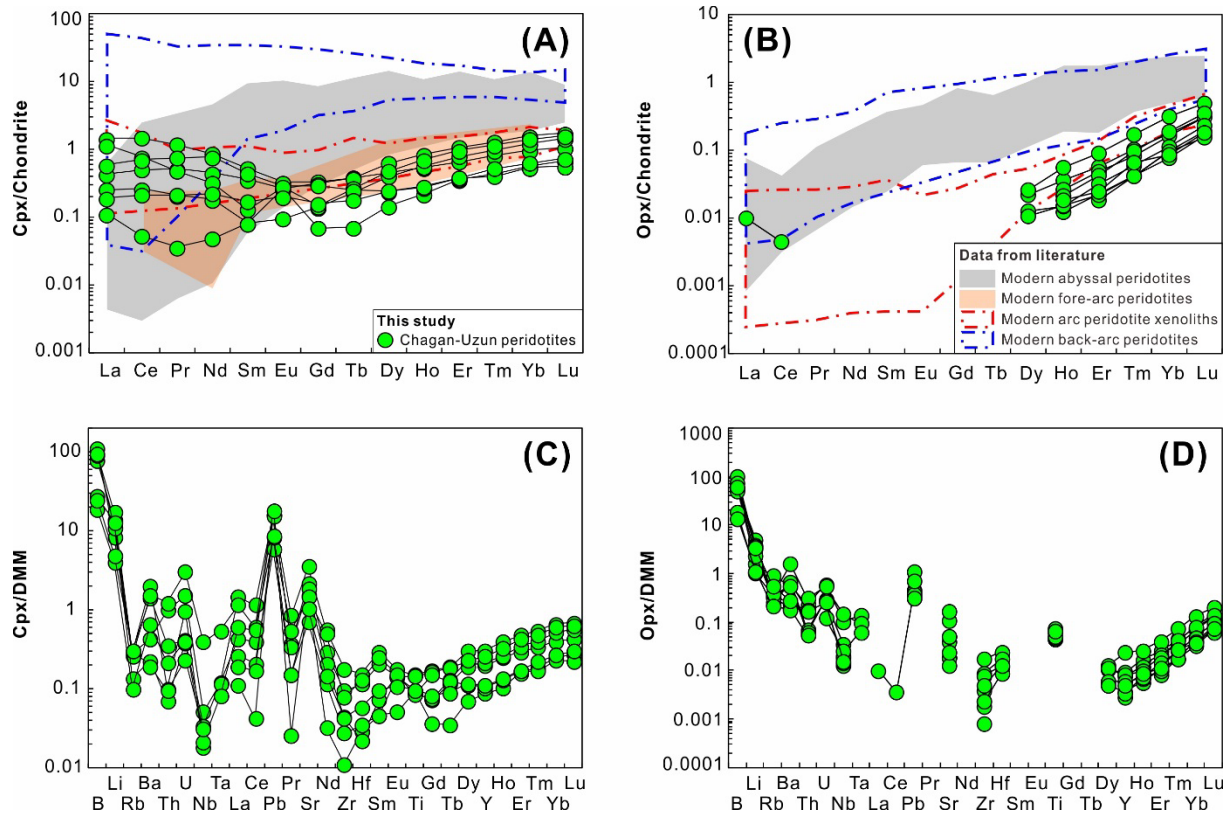 (A)
Cpx/Chondrite
100
10
1
0.1
0.01
0.001
La Ce Pr Nd Sm Eu Gd Tb Dy Ho Er Tm Yb Lu
This study
Chagan-Uzun peridotites
(B)
Opx/Chondrite
10
1
0.1
0.01
0.001
0.0001
La Ce Pr Nd Sm Eu Gd Tb Dy Ho Er Tm Yb Lu
Data from literature
Modern abyssal peridotites
Modern fore-arc peridotites
Modern arc peridotite xenoliths
Modern back-arc peridotites
(C)
Cpx/DMM
100
10
1
0.1
0.01
Li Ba U Ta Ce Pr Nd Hf Eu Gd Dy Ho Tm Lu
B Rb Th Nb La Pb Sr Zr Sm Ti Tb Y Er Yb
(D)
Opx/DMM
1000
100
10
1
0.1
0.01
0.001
0.0001
Li Ba U Ta Ce Pr Nd Hf Eu Gd Dy Ho Tm Lu
B Rb Th Nb La Pb Sr Zr Sm Ti Tb Y Er Yb